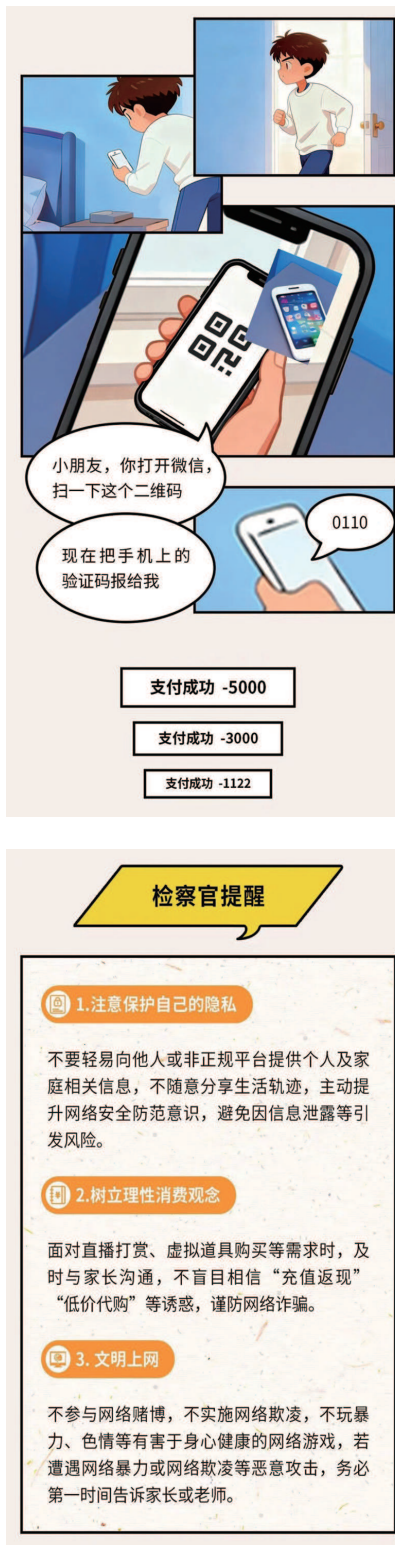 小朋友，你打开微信，
扫一下这个二维码
现在把手机上的
验证码报给我
0110
支付成功 -5000
支付成功 -3000
支付成功 -1122
检察官提醒
1.注意保护自己的隐私
不要轻易向他人或非正规平台提供个人及家
庭相关信息，不随意分享生活轨迹，主动提
升网络安全防范意识，避免因信息泄露等引
发风险。
2.树立理性消费观念
面对直播打赏、虚拟道具购买等需求时，及
时与家长沟通，不盲目相信“充值返现”
“低价代购”等诱惑，谨防网络诈骗。
3. 文明上网
不参与网络赌博，不实施网络欺凌，不玩暴
力、色情等有害于身心健康的网络游戏，若
遭遇网络暴力或网络欺凌等恶意攻击，务必
第一时间告诉家长或老师。